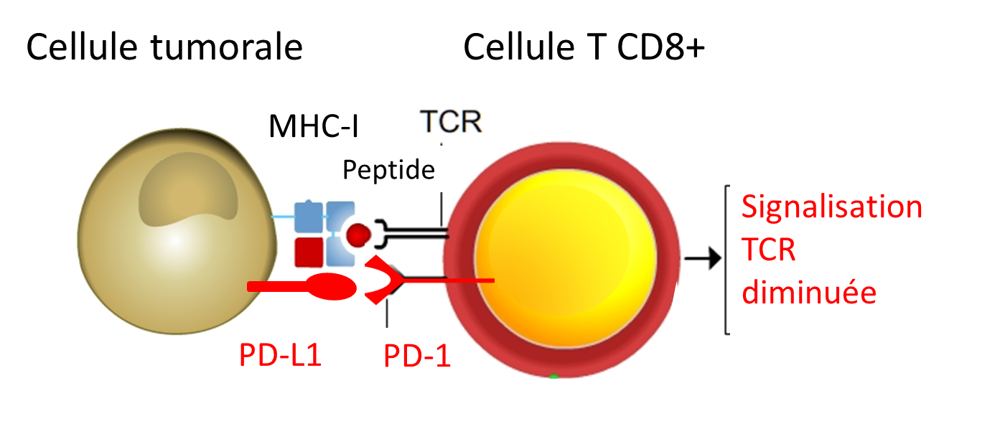 Cellule tumorale
Cellule T CD8+
MHC-I
TCR
Peptide
Signalisation
TCR
diminuée
PD-L1
PD-1